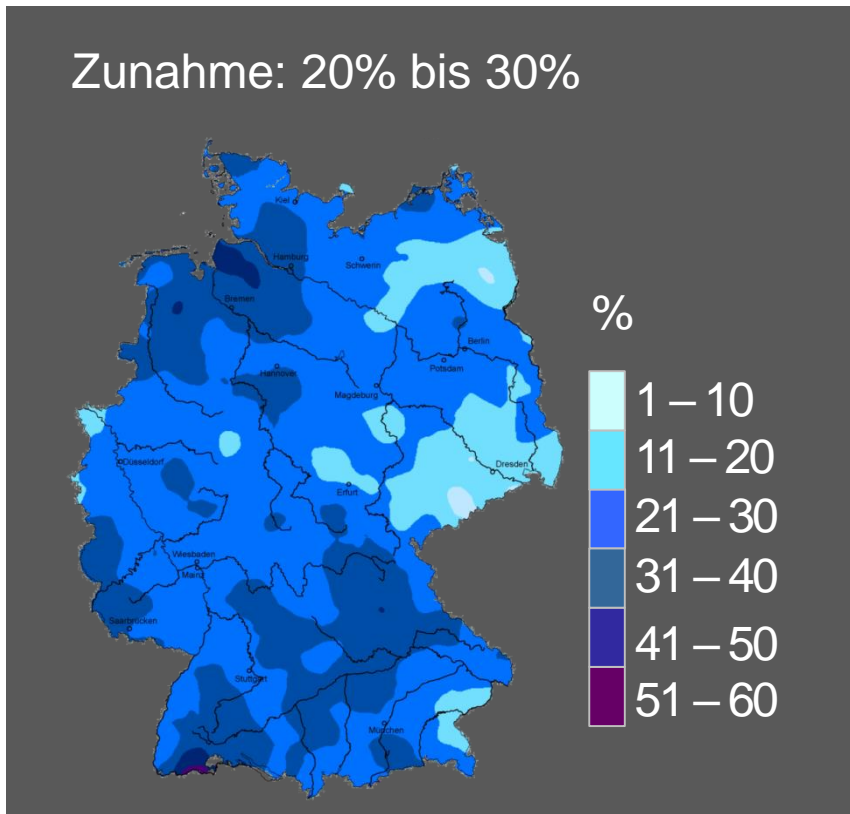 Zunahme: 20% bis 30%
Kiel
Hamburg
Schwerin
Bremen
Berlin
Potsdam
Hannover
Magdeburg
Düsseldorf
Dresden
Erfurt
Wiesbaden
Mainz
Saarbrücken
Stuttgart
München
%
1 – 10
11 – 20
21 – 30
31 – 40
41 – 50
51 – 60